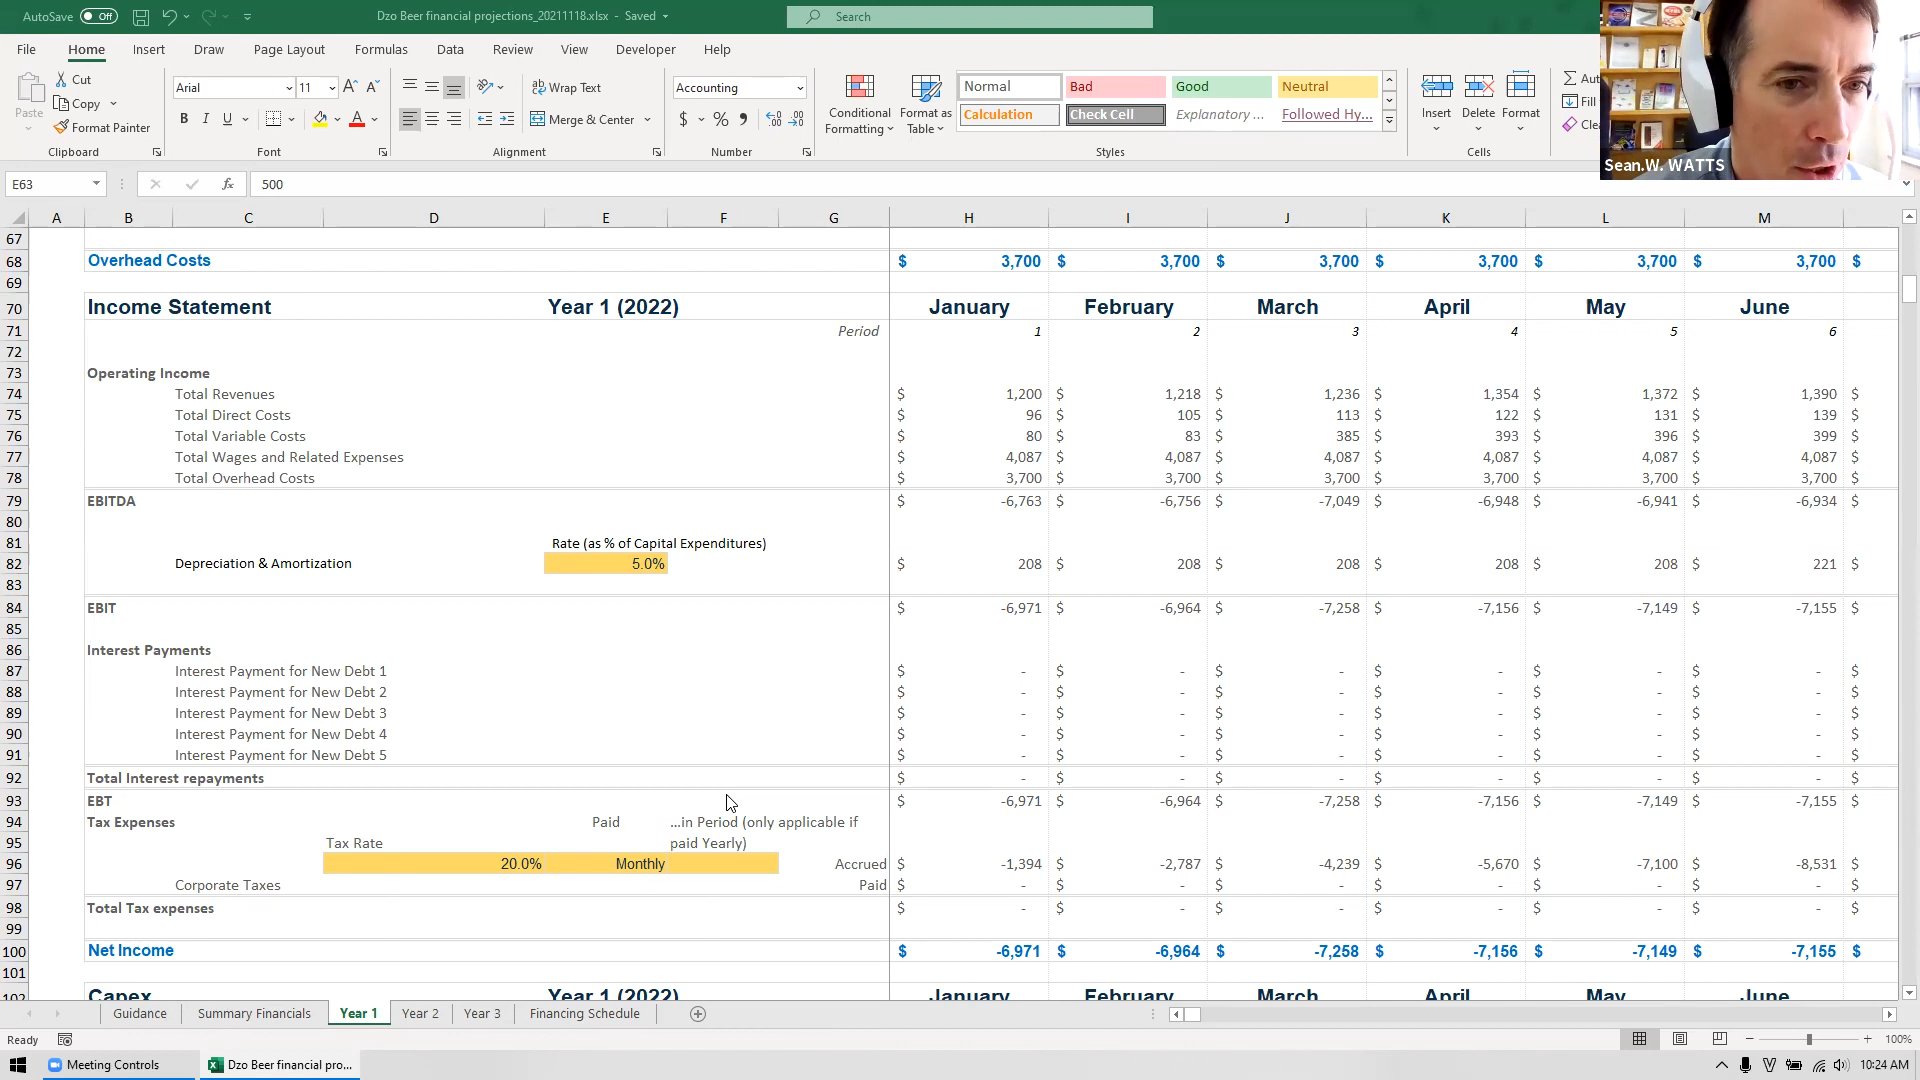 AutoSave Off Dzo Beer financial projections_20211118.xlsx - Saved Search
File Home Insert Draw Page Layout Formulas Data Review View Developer Help
Paste Cut Copy Format Painter Clipboard
Arial 11 B I U Font
Wrap Text Merge & Center Alignment
Accounting $ % Number
Conditional Formatting Format as Table
Normal Bad Good Neutral
Calculation Check Cell Explanatory ... Followed Hy...
Styles
Insert Delete Format Cells
Aut
Fill
Clea
Sean.W. WATTS
E63 fx 500
A B C D E F G H I J K L M
67
68 Overhead Costs $ 3,700 $ 3,700 $ 3,700 $ 3,700 $ 3,700 $ 3,700 $
69
70 Income Statement Year 1 (2022) January February March April May June
71 Period 1 2 3 4 5 6
72
73 Operating Income
74 Total Revenues $ 1,200 $ 1,218 $ 1,236 $ 1,354 $ 1,372 $ 1,390 $
75 Total Direct Costs $ 96 $ 105 $ 113 $ 122 $ 131 $ 139 $
76 Total Variable Costs $ 80 $ 83 $ 385 $ 393 $ 396 $ 399 $
77 Total Wages and Related Expenses $ 4,087 $ 4,087 $ 4,087 $ 4,087 $ 4,087 $ 4,087 $
78 Total Overhead Costs $ 3,700 $ 3,700 $ 3,700 $ 3,700 $ 3,700 $ 3,700 $
79 EBITDA $ -6,763 $ -6,756 $ -7,049 $ -6,948 $ -6,941 $ -6,934 $
80
81 Rate (as % of Capital Expenditures)
82 Depreciation & Amortization 5.0% $ 208 $ 208 $ 208 $ 208 $ 208 $ 221 $
83
84 EBIT $ -6,971 $ -6,964 $ -7,258 $ -7,156 $ -7,149 $ -7,155 $
85
86 Interest Payments
87 Interest Payment for New Debt 1 $ - $ - $ - $ - $ - $ - $
88 Interest Payment for New Debt 2 $ - $ - $ - $ - $ - $ - $
89 Interest Payment for New Debt 3 $ - $ - $ - $ - $ - $ - $
90 Interest Payment for New Debt 4 $ - $ - $ - $ - $ - $ - $
91 Interest Payment for New Debt 5 $ - $ - $ - $ - $ - $ - $
92 Total Interest repayments $ - $ - $ - $ - $ - $ - $
93 EBT $ -6,971 $ -6,964 $ -7,258 $ -7,156 $ -7,149 $ -7,155 $
94 Tax Expenses Paid ...in Period (only applicable if
95 Tax Rate paid Yearly)
96 20.0% Monthly Accrued $ -1,394 $ -2,787 $ -4,239 $ -5,670 $ -7,100 $ -8,531 $
97 Corporate Taxes Paid $ - $ - $ - $ - $ - $ - $
98 Total Tax expenses $ - $ - $ - $ - $ - $ - $
99
100 Net Income $ -6,971 $ -6,964 $ -7,258 $ -7,156 $ -7,149 $ -7,155 $
101
102 Capex Year 1 (2022) January February March April May June
Guidance Summary Financials Year 1 Year 2 Year 3 Financing Schedule
Ready 100%
Meeting Controls Dzo Beer financial pro... 10:24 AM